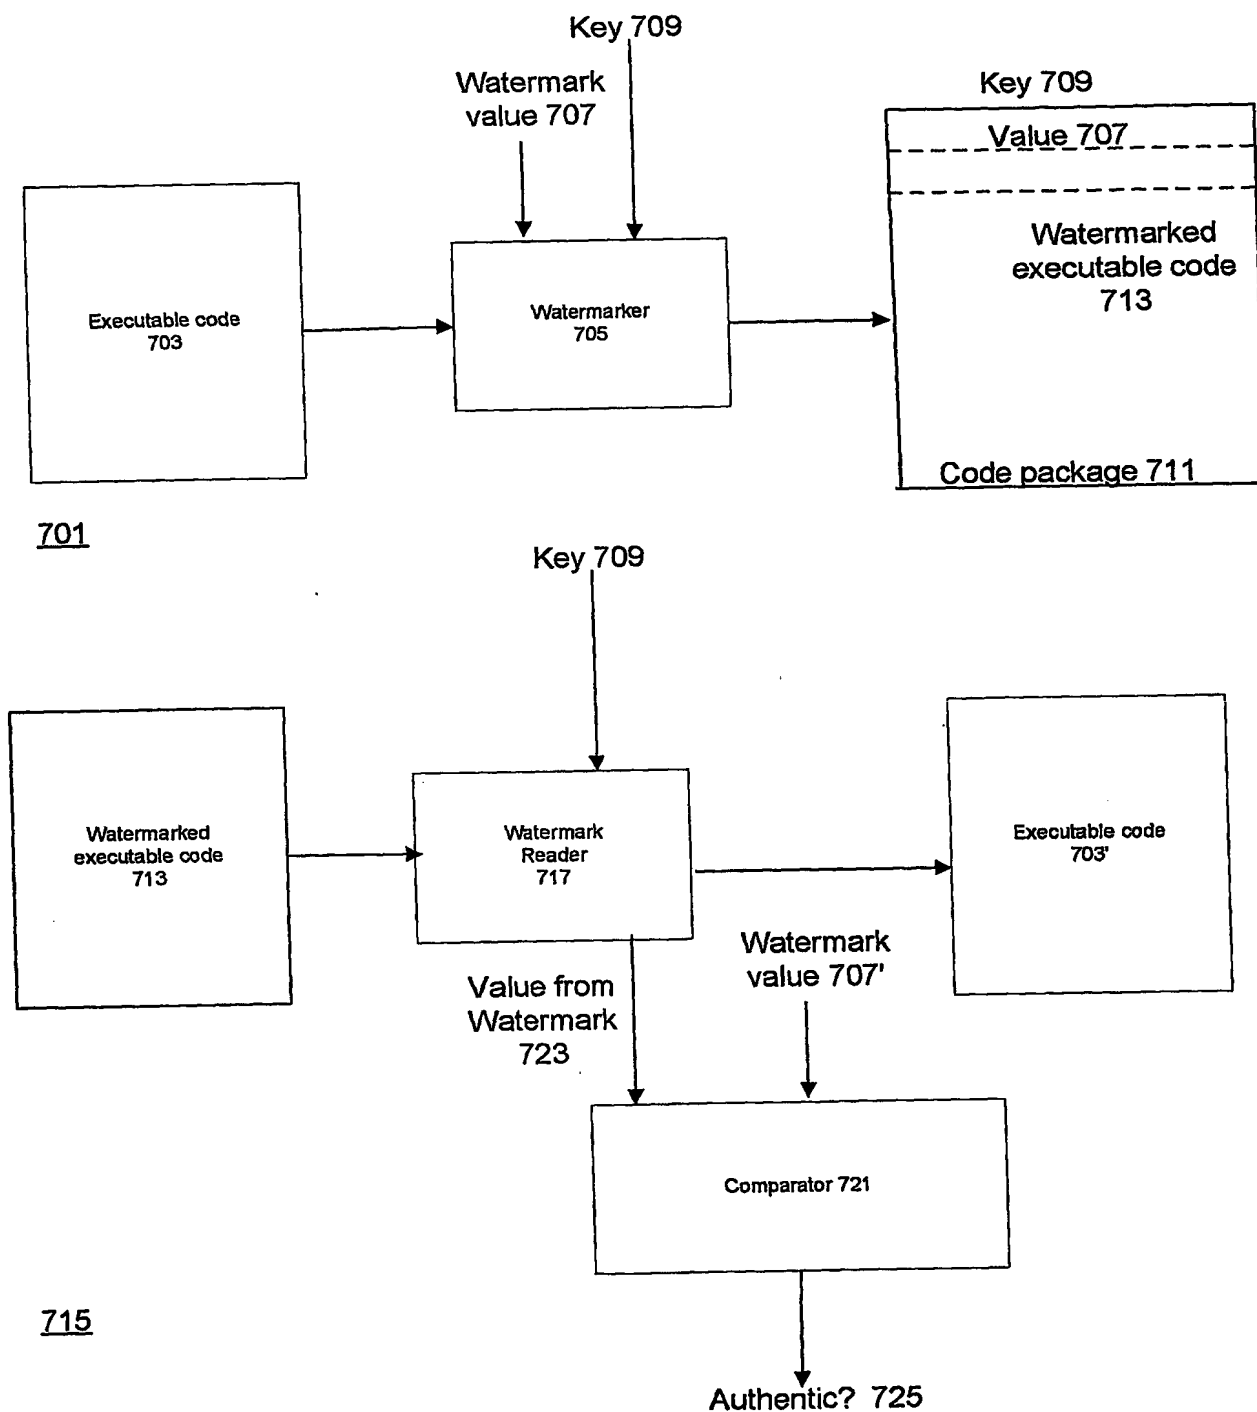 Key 709
Watermark
value 707
Key 709
Value 707
Executable code
703
Watermarker
705
Watermarked
executable code
713
Code package 711
701
Key 709
Watermarked
executable code
713
Watermark
Reader
717
Executable code
703'
Value from
Watermark
723
Watermark
value 707'
Comparator 721
715
Authentic? 725